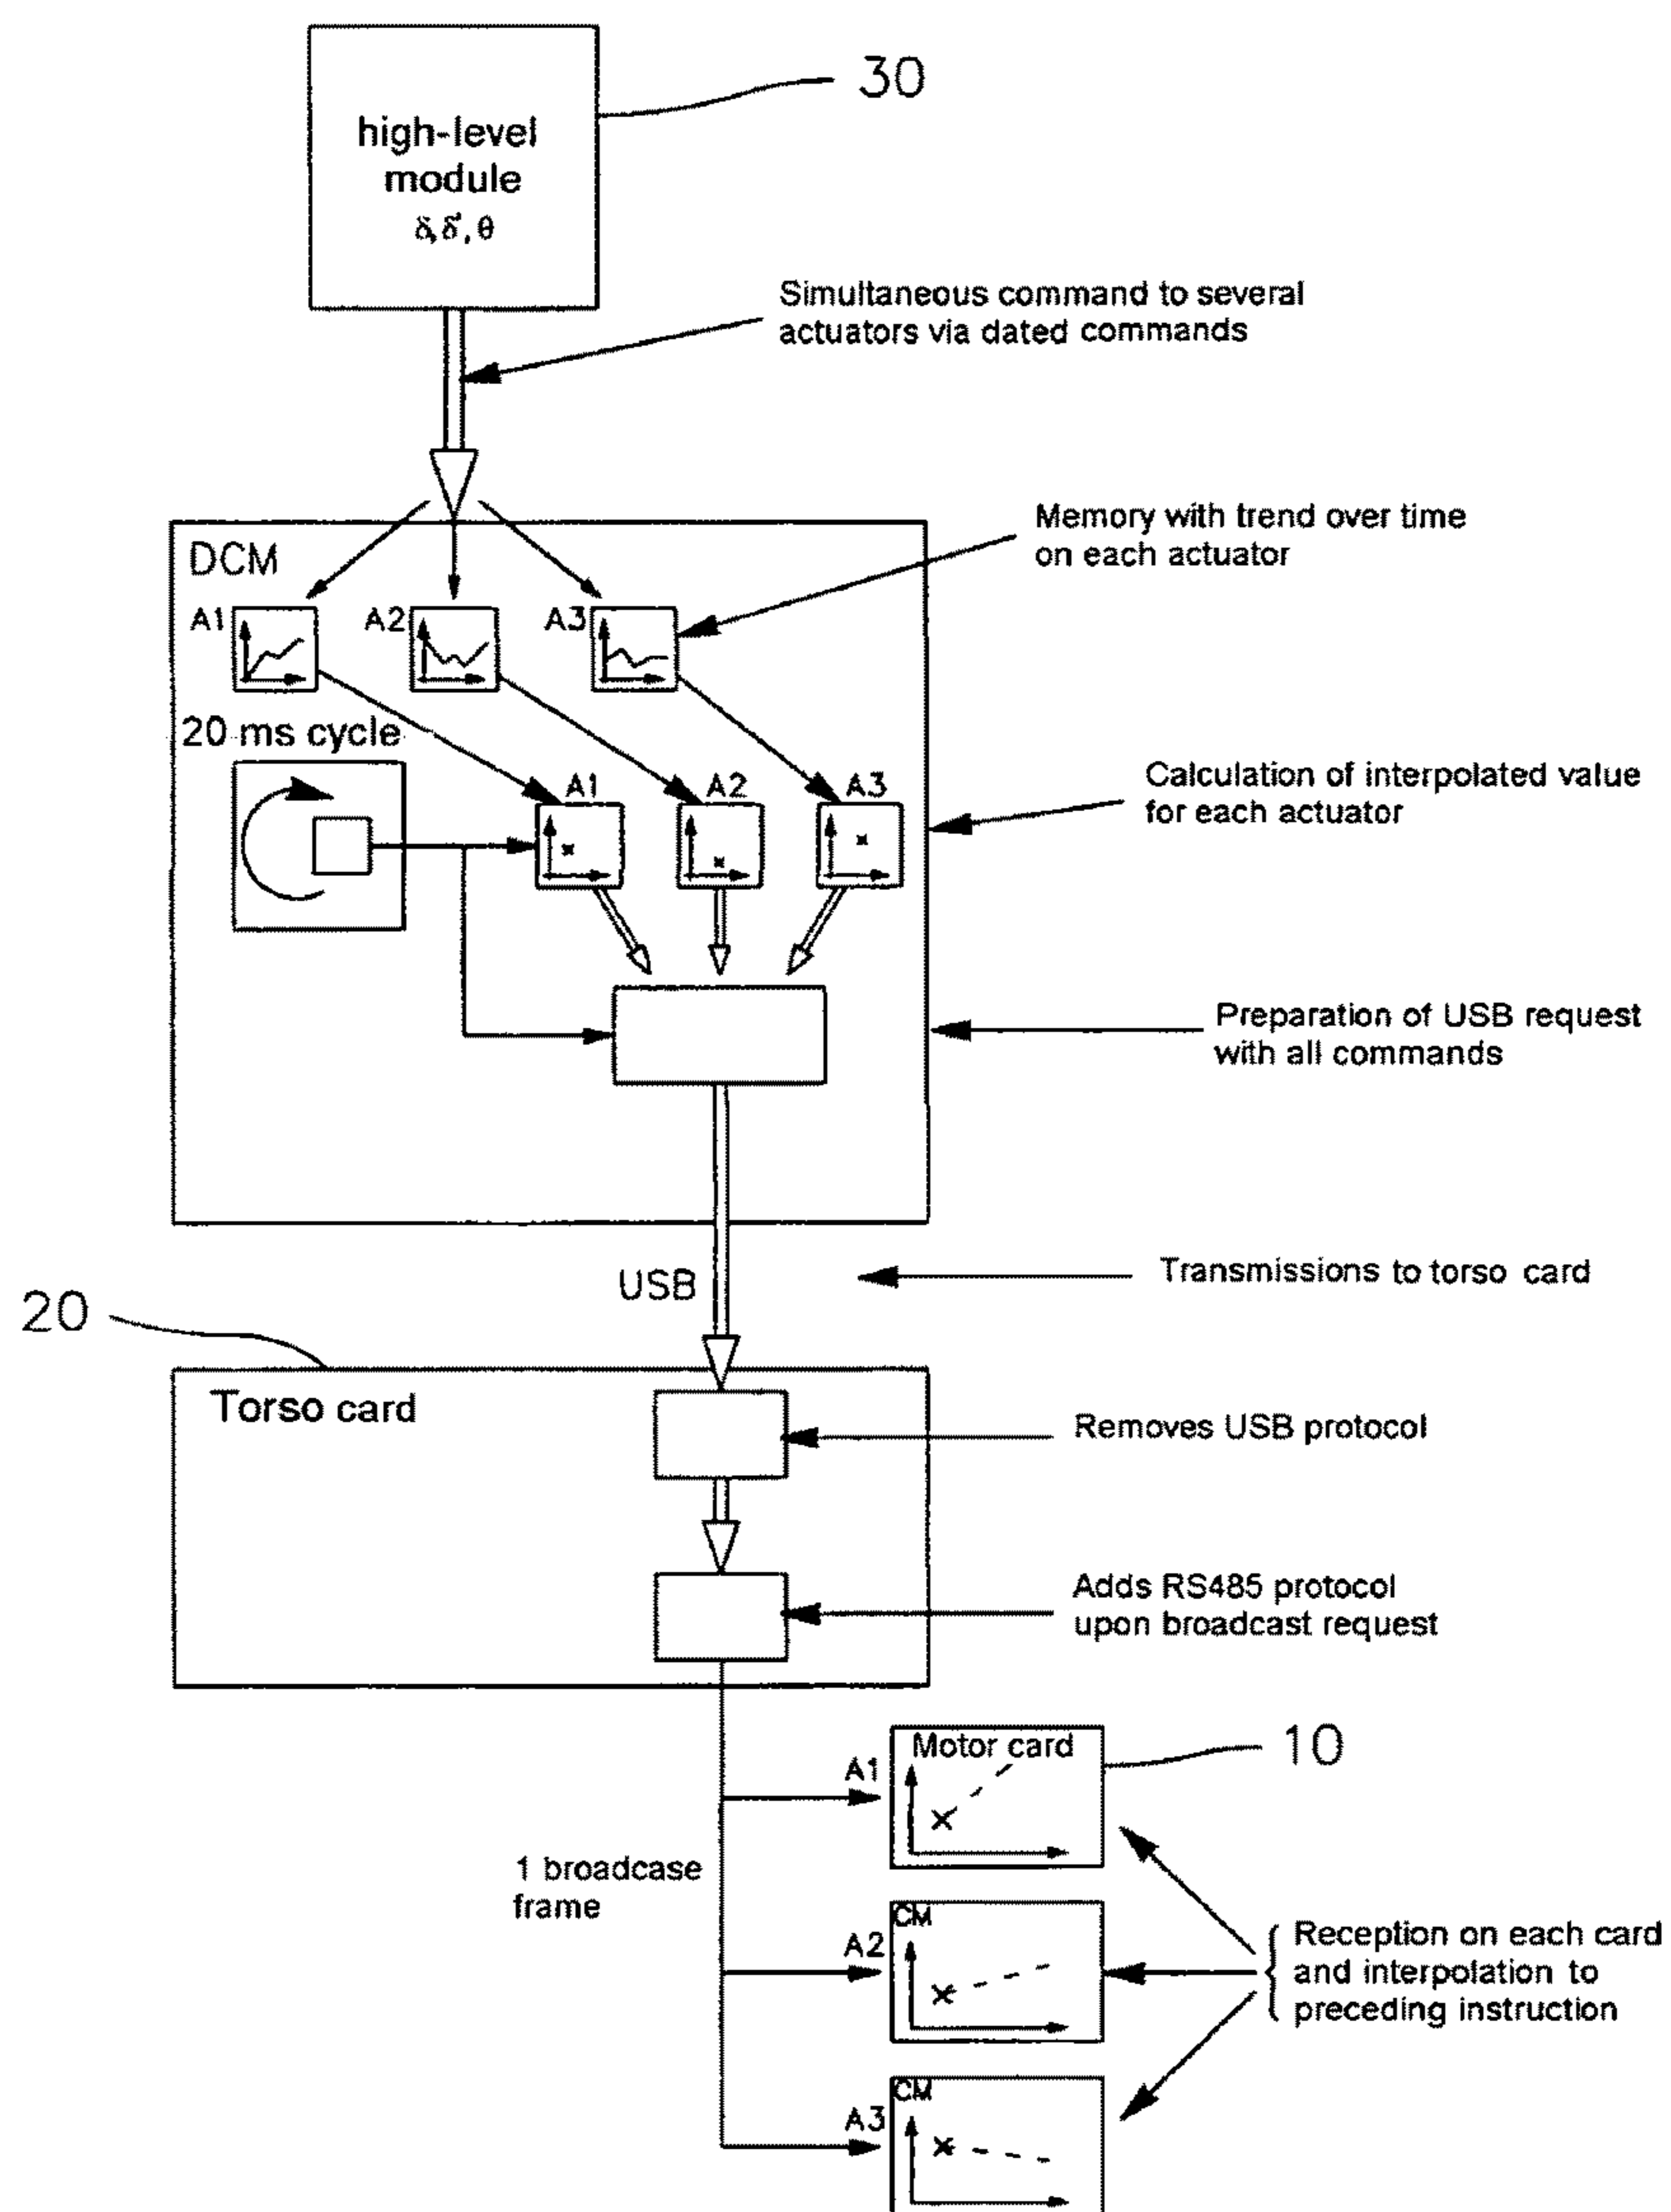 30
high-level
module
δ,δ',θ
Simultaneous command to several
actuators via dated commands
Memory with trend over time
on each actuator
DCM
A1
A2
A3
20 ms cycle
A1
A2
A3
Calculation of interpolated value
for each actuator
Preparation of USB request
with all commands
USB
Transmissions to torso card
20
Torso card
Removes USB protocol
Adds RS485 protocol
upon broadcast request
Motor card
10
A1
1 broadcase
frame
CM
A2
Reception on each card
and interpolation to
preceding instruction
CM
A3